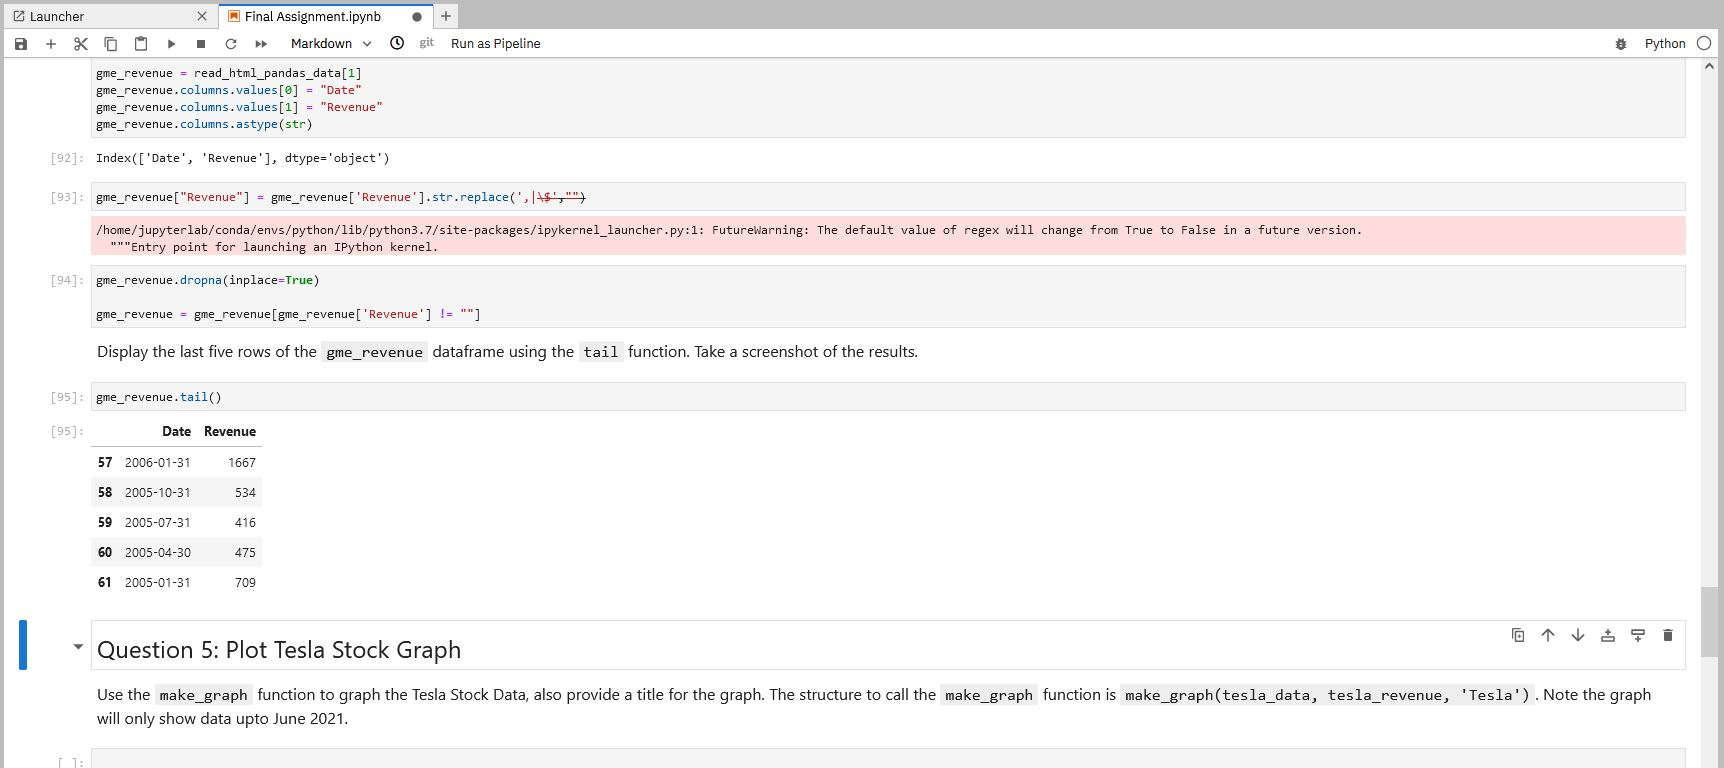 Launcher
Final Assignment.ipynb
Markdown git Run as Pipeline Python
gme_revenue = read_html_pandas_data[1]
gme_revenue.columns.values[0] = "Date"
gme_revenue.columns.values[1] = "Revenue"
gme_revenue.columns.astype(str)
[92]: Index(['Date', 'Revenue'], dtype='object')
[93]: gme_revenue["Revenue"] = gme_revenue['Revenue'].str.replace(',|\$',"")
/home/jupyterlab/conda/envs/python/lib/python3.7/site-packages/ipykernel_launcher.py:1: FutureWarning: The default value of regex will change from True to False in a future version.
"""Entry point for launching an IPython kernel.
[94]: gme_revenue.dropna(inplace=True)
gme_revenue = gme_revenue[gme_revenue['Revenue'] != ""]
Display the last five rows of the gme_revenue dataframe using the tail function. Take a screenshot of the results.
[95]: gme_revenue.tail()
[95]: Date Revenue
57 2006-01-31 1667
58 2005-10-31 534
59 2005-07-31 416
60 2005-04-30 475
61 2005-01-31 709
Question 5: Plot Tesla Stock Graph
Use the make_graph function to graph the Tesla Stock Data, also provide a title for the graph. The structure to call the make_graph function is make_graph(tesla_data, tesla_revenue, 'Tesla'). Note the graph
will only show data upto June 2021.
[ ]: